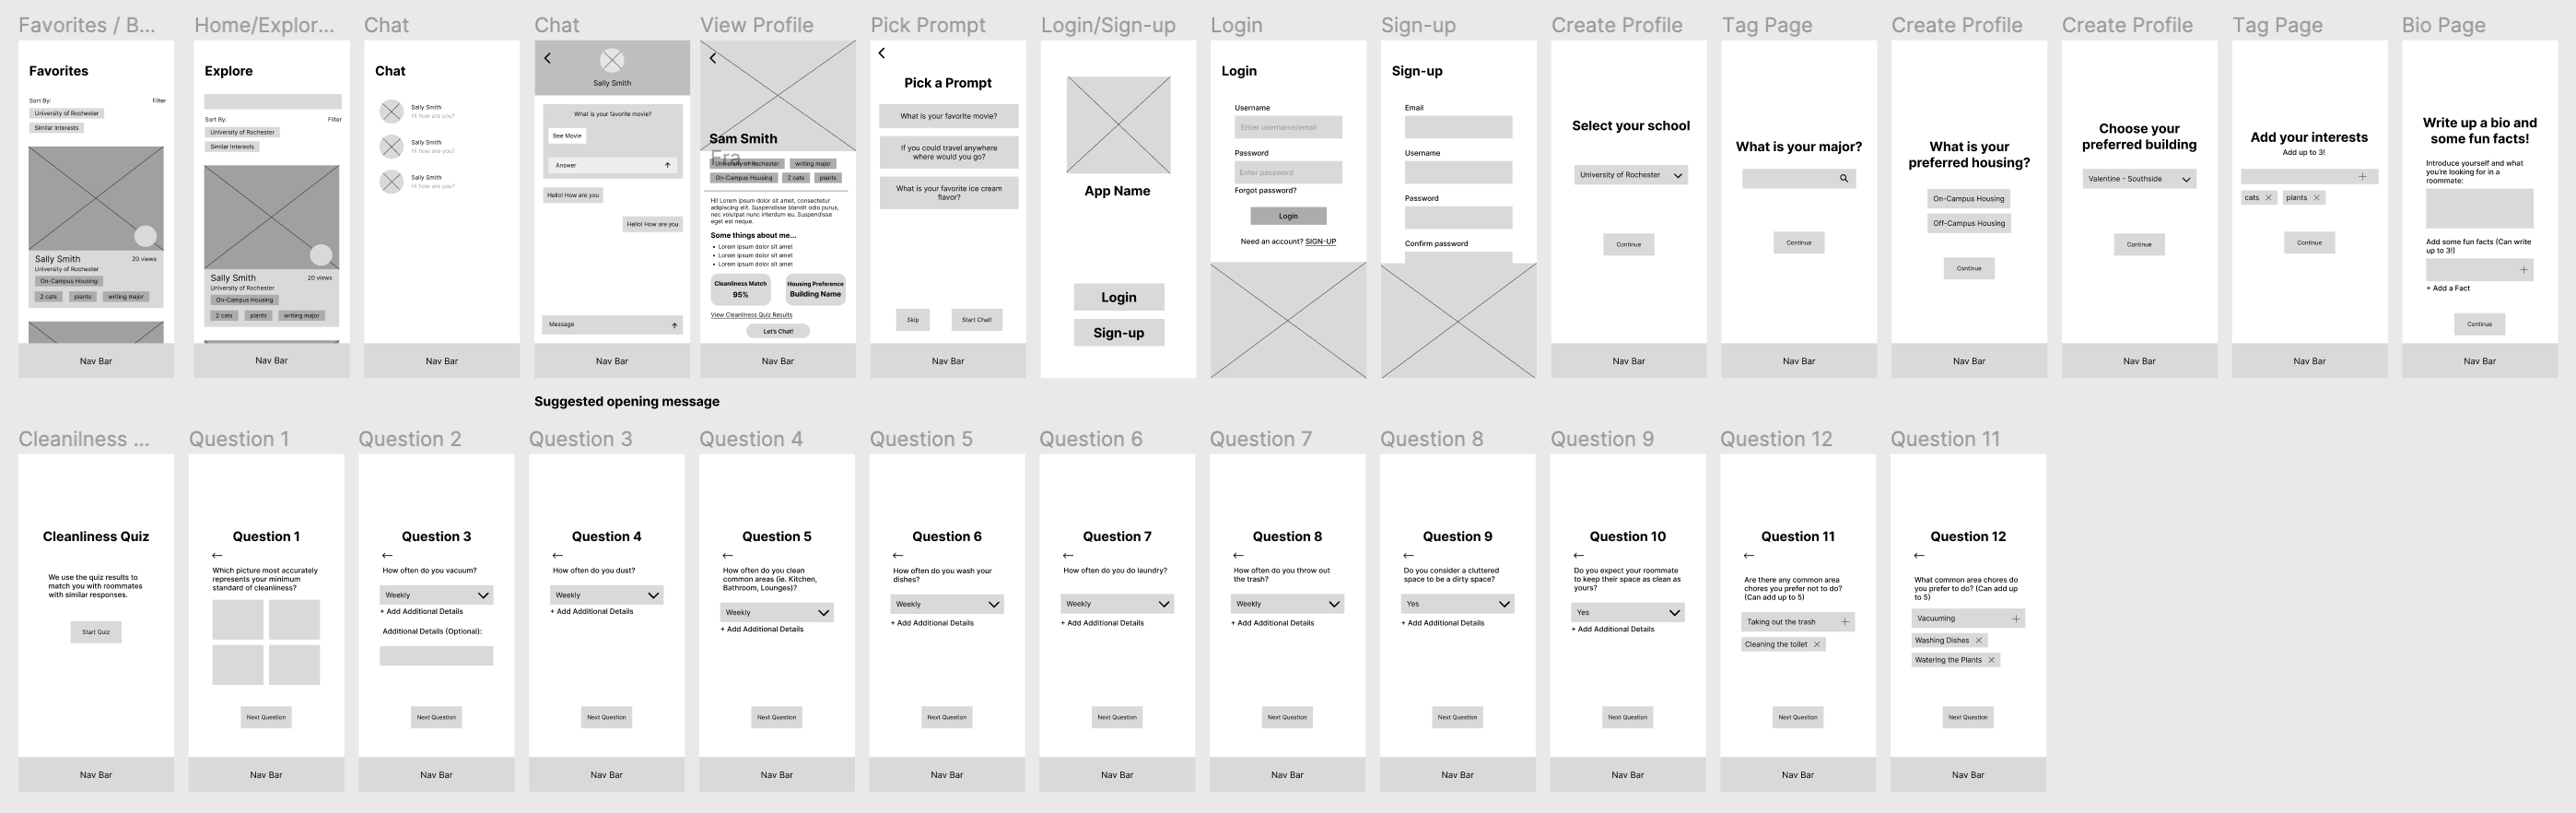 Favorites / B...
Home/Explor...
Chat
Chat
View Profile
Pick Prompt
Login/Sign-up
Login
Sign-up
Create Profile
Tag Page
Create Profile
Create Profile
Tag Page
Bio Page
Favorites
Sort By:
Filter
University of Rochester
Similar Interests
Sally Smith
20 views
University of Rochester
On-Campus Housing
2 cats
plants
writing major
Nav Bar
Explore
Sort By:
Filter
University of Rochester
Similar Interests
Sally Smith
20 views
University of Rochester
On-Campus Housing
2 cats
plants
writing major
Nav Bar
Chat
Sally Smith
Hi how are you?
Sally Smith
Hi how are you?
Sally Smith
Hi how are you?
Nav Bar
Sally Smith
What is your favorite movie?
Bee Movie
Answer
Hello! How are you
Hello! How are you
Message
Nav Bar
Sam Smith
Fra...
University of Rochester
writing major
On-Campus Housing
2 cats
plants
Hi! Lorem ipsum dolor sit amet, consectetur
adipiscing elit. Suspendisse blandit odio purus,
nec volutpat nunc interdum eu. Suspendisse
eget est neque.
Some things about me...
• Lorem ipsum dolor sit amet
• Lorem ipsum dolor sit amet
• Lorem ipsum dolor sit amet
Cleanliness Match
95%
Housing Preference
Building Name
View Cleanliness Quiz Results
Let's Chat!
Nav Bar
Pick a Prompt
What is your favorite movie?
If you could travel anywhere
where would you go?
What is your favorite ice cream
flavor?
Skip
Start Chat!
Nav Bar
App Name
Login
Sign-up
Login
Username
Enter username/email
Password
Enter password
Forgot password?
Login
Need an account? SIGN-UP
Sign-up
Email
Username
Password
Confirm password
Select your school
University of Rochester
Continue
Nav Bar
What is your major?
Continue
Nav Bar
What is your
preferred housing?
On-Campus Housing
Off-Campus Housing
Continue
Nav Bar
Choose your
preferred building
Valentine - Southside
Continue
Nav Bar
Add your interests
Add up to 3!
cats
plants
Continue
Nav Bar
Write up a bio and
some fun facts!
Introduce yourself and what
you're looking for in a
roommate:
Add some fun facts (Can write
up to 3!)
+ Add a Fact
Continue
Nav Bar
Suggested opening message
Cleanilness ...
Question 1
Question 2
Question 3
Question 4
Question 5
Question 6
Question 7
Question 8
Question 9
Question 12
Question 11
Cleanliness Quiz
We use the quiz results to
match you with roommates
with similar responses.
Start Quiz
Nav Bar
Question 1
Which picture most accurately
represents your minimum
standard of cleanliness?
Next Question
Nav Bar
Question 3
How often do you vacuum?
Weekly
+ Add Additional Details
Additional Details (Optional):
Next Question
Nav Bar
Question 4
How often do you dust?
Weekly
+ Add Additional Details
Next Question
Nav Bar
Question 5
How often do you clean
common areas (ie. Kitchen,
Bathroom, Lounges)?
Weekly
+ Add Additional Details
Next Question
Nav Bar
Question 6
How often do you wash your
dishes?
Weekly
+ Add Additional Details
Next Question
Nav Bar
Question 7
How often do you do laundry?
Weekly
+ Add Additional Details
Next Question
Nav Bar
Question 8
How often do you throw out
the trash?
Weekly
+ Add Additional Details
Next Question
Nav Bar
Question 9
Do you consider a cluttered
space to be a dirty space?
Yes
+ Add Additional Details
Next Question
Nav Bar
Question 10
Do you expect your roommate
to keep their space as clean as
yours?
Yes
+ Add Additional Details
Next Question
Nav Bar
Question 11
Are there any common area
chores you prefer not to do?
(Can add up to 5)
Taking out the trash
Cleaning the toilet
Next Question
Nav Bar
Question 12
What common area chores do
you prefer to do? (Can add up
to 5)
Vacuuming
Washing Dishes
Watering the Plants
Next Question
Nav Bar